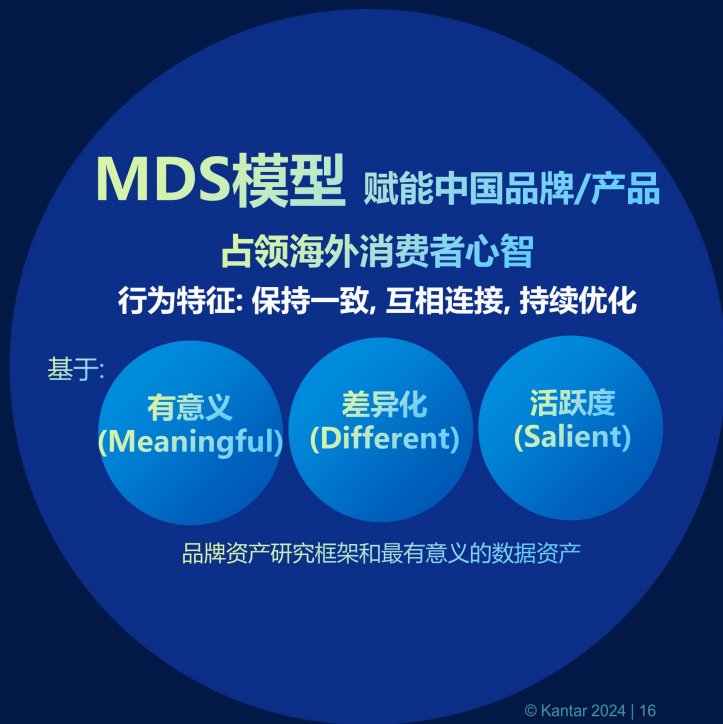 MDS模型 赋能中国品牌/产品
占领海外消费者心智
行为特征: 保持一致, 互相连接, 持续优化
基于:
有意义
(Meaningful)
差异化
(Different)
活跃度
(Salient)
品牌资产研究框架和最有意义的数据资产
© Kantar 2024 | 16